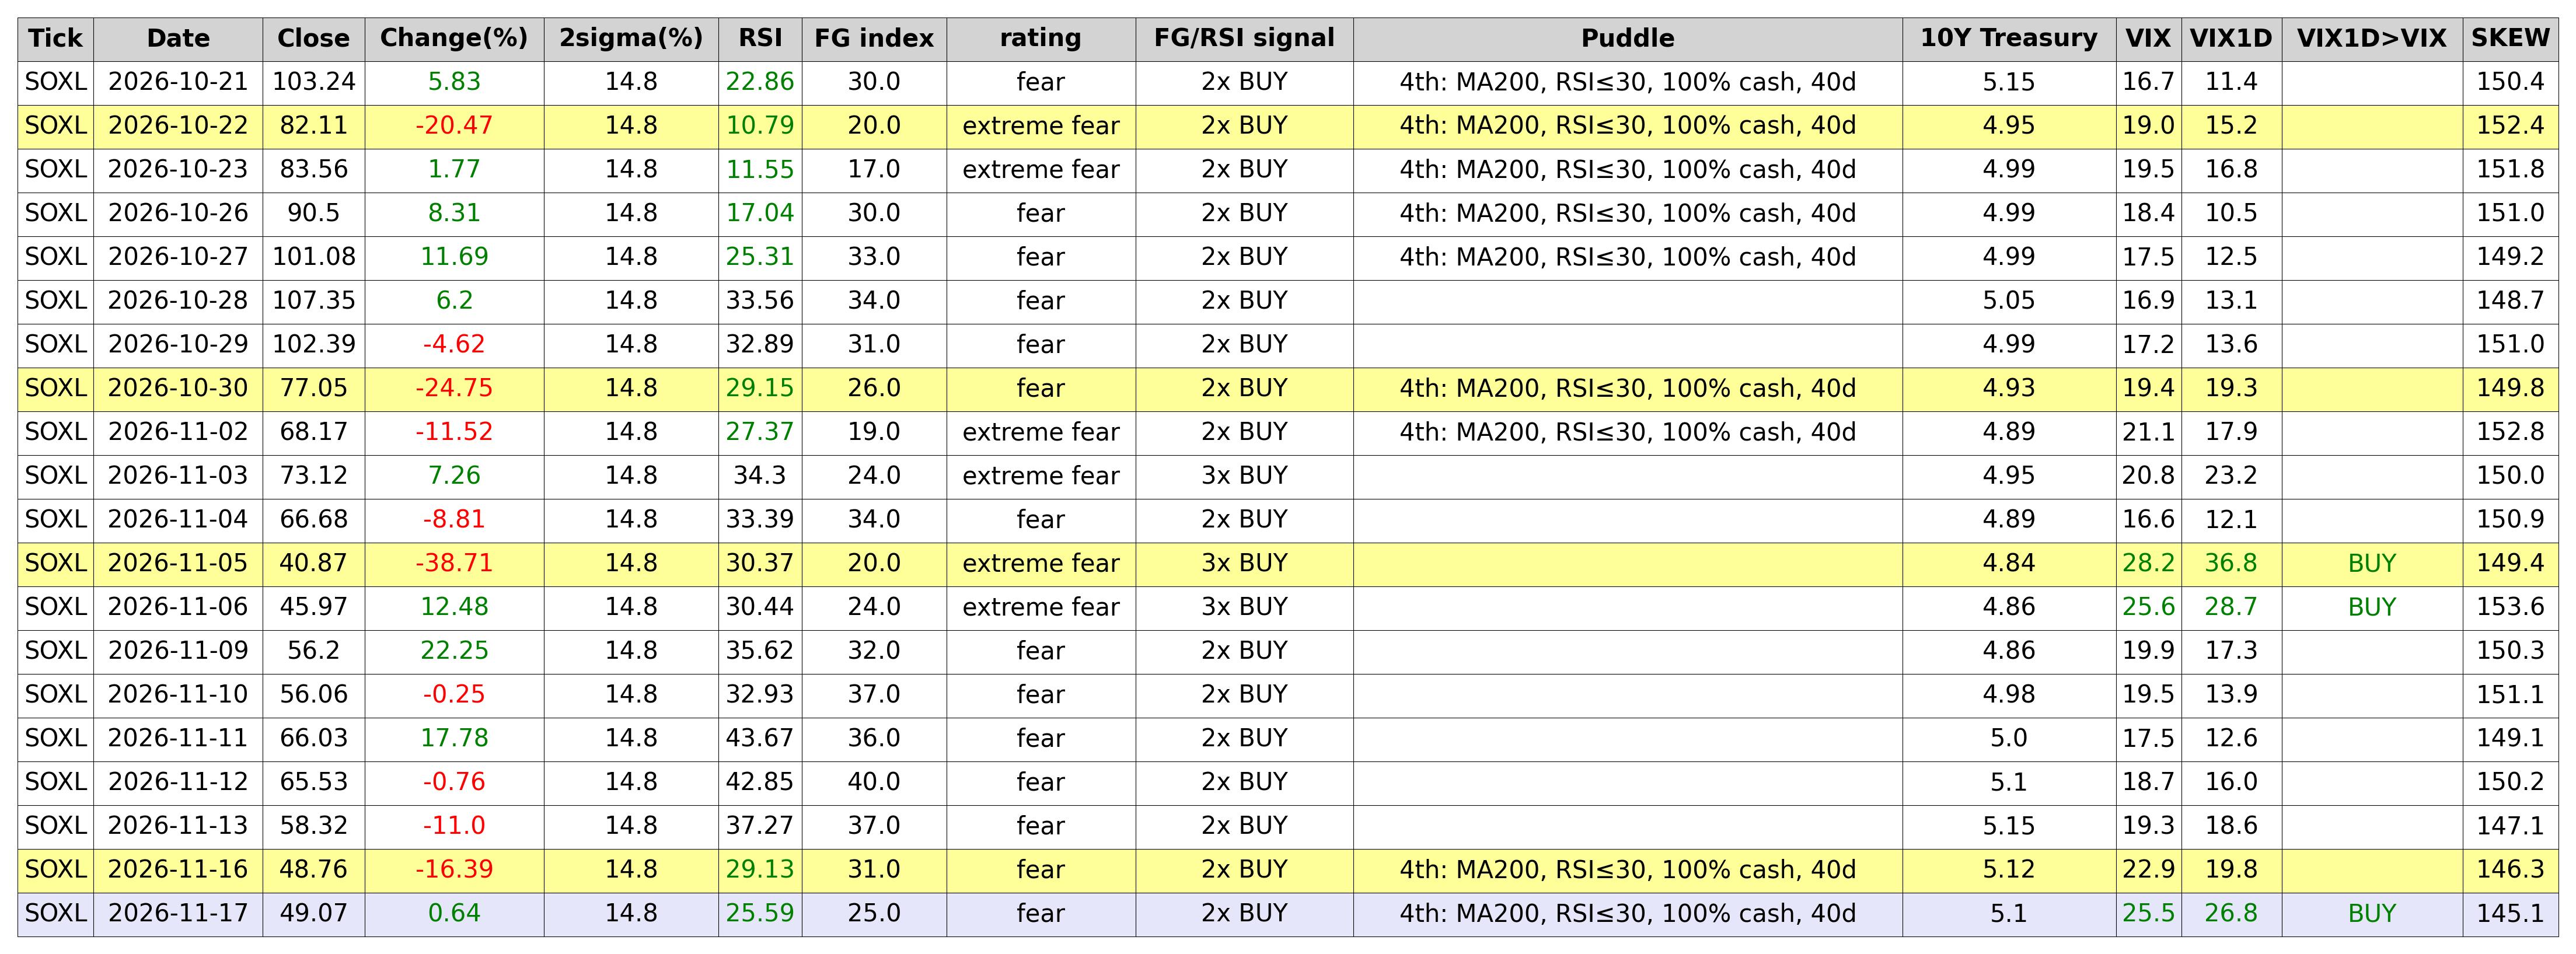 Tick Date Close Change(%) 2sigma(%) RSI FG index rating FG/RSI signal Puddle 10Y Treasury VIX VIX1D VIX1D>VIX SKEW
SOXL 2026-10-21 103.24 5.83 14.8 22.86 30.0 fear 2x BUY 4th: MA200, RSI≤30, 100% cash, 40d 5.15 16.7 11.4 150.4
SOXL 2026-10-22 82.11 -20.47 14.8 10.79 20.0 extreme fear 2x BUY 4th: MA200, RSI≤30, 100% cash, 40d 4.95 19.0 15.2 152.4
SOXL 2026-10-23 83.56 1.77 14.8 11.55 17.0 extreme fear 2x BUY 4th: MA200, RSI≤30, 100% cash, 40d 4.99 19.5 16.8 151.8
SOXL 2026-10-26 90.5 8.31 14.8 17.04 30.0 fear 2x BUY 4th: MA200, RSI≤30, 100% cash, 40d 4.99 18.4 10.5 151.0
SOXL 2026-10-27 101.08 11.69 14.8 25.31 33.0 fear 2x BUY 4th: MA200, RSI≤30, 100% cash, 40d 4.99 17.5 12.5 149.2
SOXL 2026-10-28 107.35 6.2 14.8 33.56 34.0 fear 2x BUY 5.05 16.9 13.1 148.7
SOXL 2026-10-29 102.39 -4.62 14.8 32.89 31.0 fear 2x BUY 4.99 17.2 13.6 151.0
SOXL 2026-10-30 77.05 -24.75 14.8 29.15 26.0 fear 2x BUY 4th: MA200, RSI≤30, 100% cash, 40d 4.93 19.4 19.3 149.8
SOXL 2026-11-02 68.17 -11.52 14.8 27.37 19.0 extreme fear 2x BUY 4th: MA200, RSI≤30, 100% cash, 40d 4.89 21.1 17.9 152.8
SOXL 2026-11-03 73.12 7.26 14.8 34.3 24.0 extreme fear 3x BUY 4.95 20.8 23.2 150.0
SOXL 2026-11-04 66.68 -8.81 14.8 33.39 34.0 fear 2x BUY 4.89 16.6 12.1 150.9
SOXL 2026-11-05 40.87 -38.71 14.8 30.37 20.0 extreme fear 3x BUY 4.84 28.2 36.8 BUY 149.4
SOXL 2026-11-06 45.97 12.48 14.8 30.44 24.0 extreme fear 3x BUY 4.86 25.6 28.7 BUY 153.6
SOXL 2026-11-09 56.2 22.25 14.8 35.62 32.0 fear 2x BUY 4.86 19.9 17.3 150.3
SOXL 2026-11-10 56.06 -0.25 14.8 32.93 37.0 fear 2x BUY 4.98 19.5 13.9 151.1
SOXL 2026-11-11 66.03 17.78 14.8 43.67 36.0 fear 2x BUY 5.0 17.5 12.6 149.1
SOXL 2026-11-12 65.53 -0.76 14.8 42.85 40.0 fear 2x BUY 5.1 18.7 16.0 150.2
SOXL 2026-11-13 58.32 -11.0 14.8 37.27 37.0 fear 2x BUY 5.15 19.3 18.6 147.1
SOXL 2026-11-16 48.76 -16.39 14.8 29.13 31.0 fear 2x BUY 4th: MA200, RSI≤30, 100% cash, 40d 5.12 22.9 19.8 146.3
SOXL 2026-11-17 49.07 0.64 14.8 25.59 25.0 fear 2x BUY 4th: MA200, RSI≤30, 100% cash, 40d 5.1 25.5 26.8 BUY 145.1